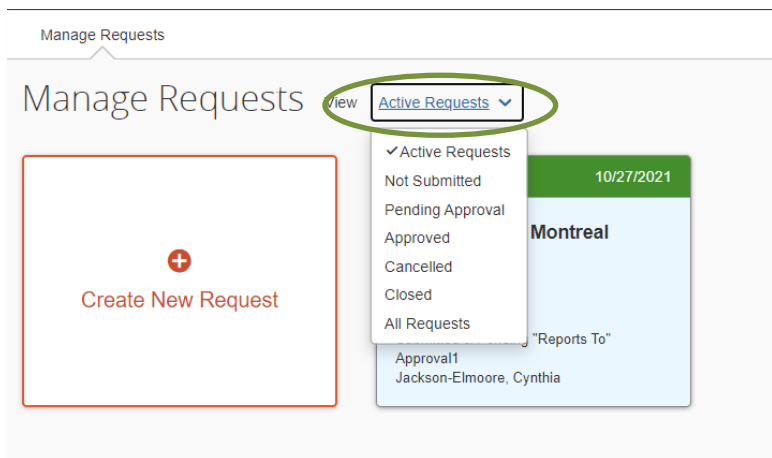 Manage Requests
Manage Requests View Active Requests
Active Requests
Not Submitted
Pending Approval
Approved
Cancelled
Closed
All Requests
Create New Request
10/27/2021
Montreal
"Reports To"
Approval1
Jackson-Elmoore, Cynthia